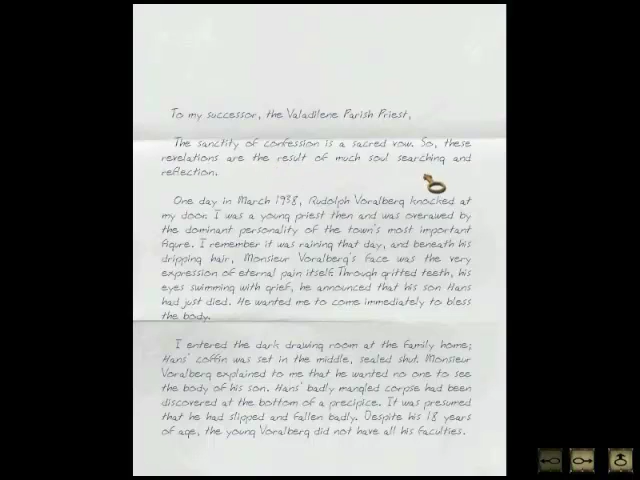 To my successor, the Valadilene Parish Priest,
The sanctity of confession is a sacred vow. So, these
revelations are the result of much soul searching and
reflection.
One day in March 1938, Rudolph Voralberg knocked at
my door. I was a young priest then and was overawed by
the dominant personality of the town's most important
figure. I remember it was raining that day, and beneath his
dripping hair, Monsieur Voralberg's face was the very
expression of eternal pain itself. Through gritted teeth, his
eyes swimming with grief, he announced that his son Hans
had just died. He wanted me to come immediately to bless
the body.
I entered the dark drawing room at the family home;
Hans' coffin was set in the middle, sealed shut. Monsieur
Voralberg explained to me that he wanted no one to see
the body of his son. Hans' badly mangled corpse had been
discovered at the bottom of a precipice. It was presumed
that he had slipped and fallen badly. Despite his 18 years
of age, the young Voralberg did not have all his faculties.